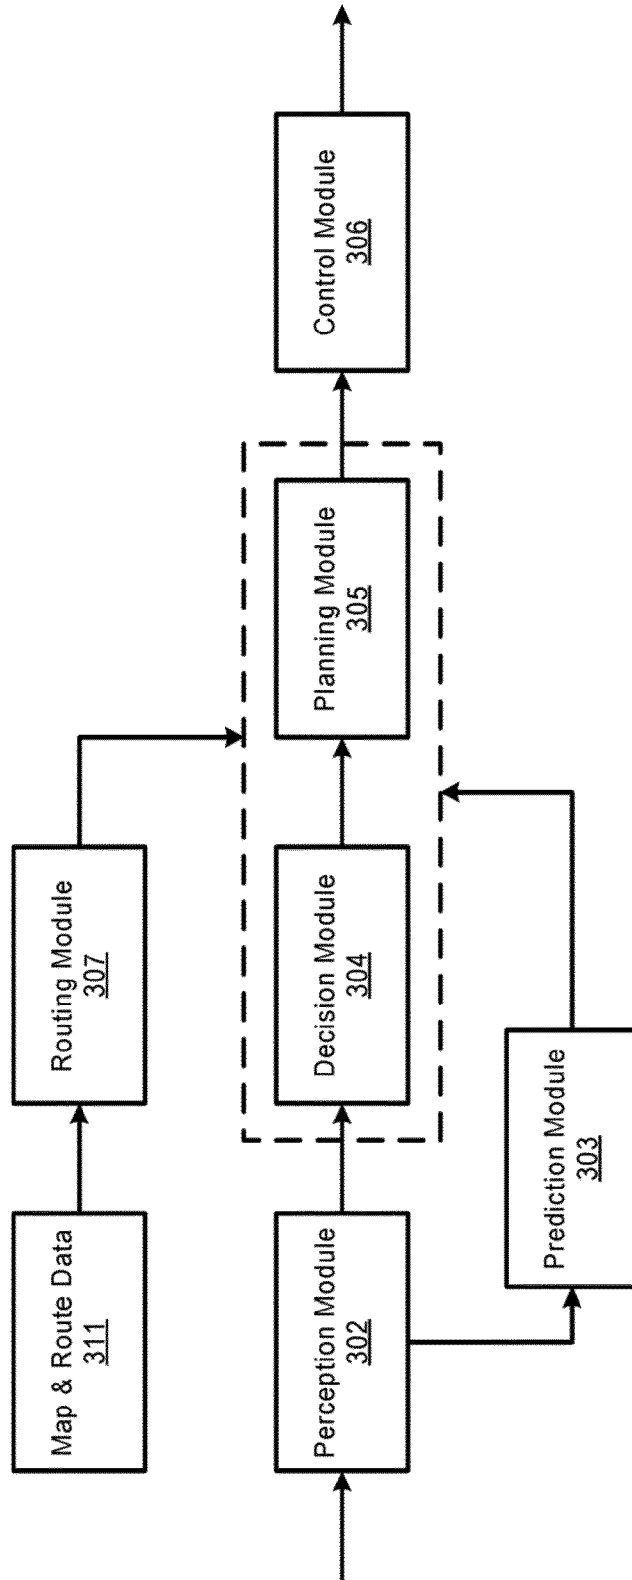 Map & Route Data
311
Routing Module
307
Perception Module
302
Decision Module
304
Planning Module
305
Control Module
306
Prediction Module
303